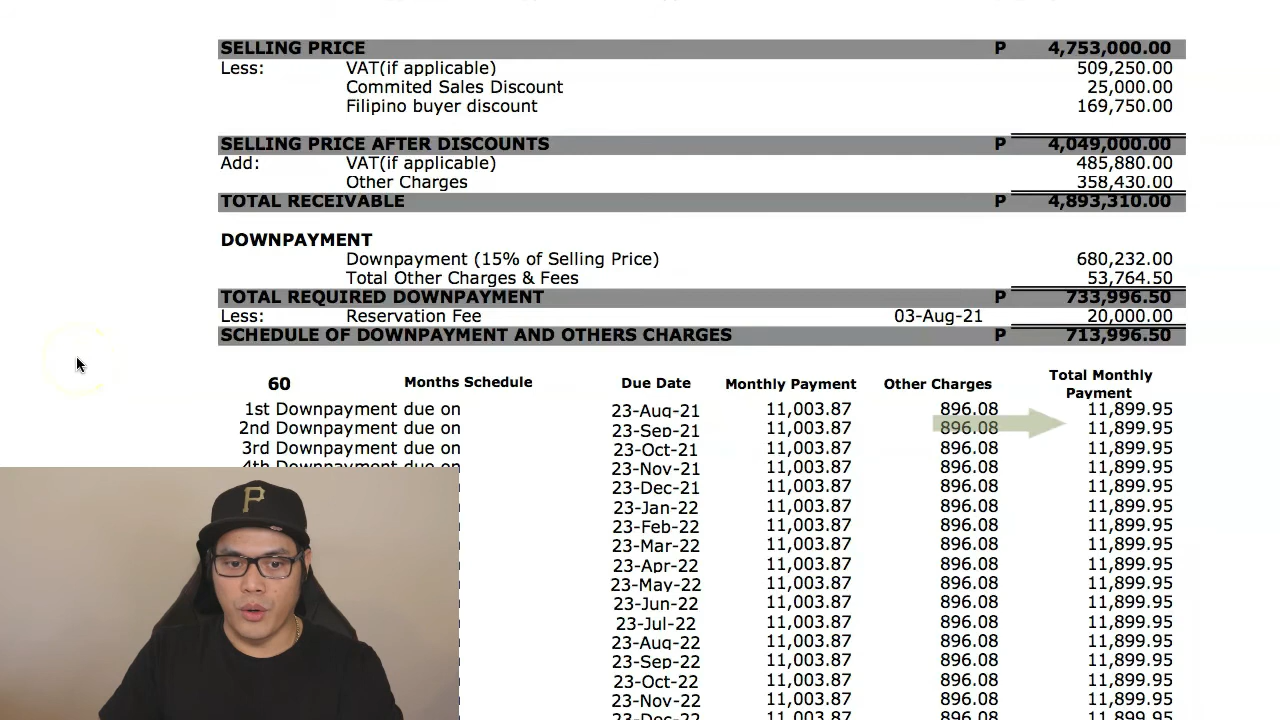 SELLING PRICE P 4,753,000.00
Less: VAT(if applicable) 509,250.00
Commited Sales Discount 25,000.00
Filipino buyer discount 169,750.00
SELLING PRICE AFTER DISCOUNTS P 4,049,000.00
Add: VAT(if applicable) 485,880.00
Other Charges 358,430.00
TOTAL RECEIVABLE P 4,893,310.00
DOWNPAYMENT
Downpayment (15% of Selling Price) 680,232.00
Total Other Charges & Fees 53,764.50
TOTAL REQUIRED DOWNPAYMENT P 733,996.50
Less: Reservation Fee 03-Aug-21 20,000.00
SCHEDULE OF DOWNPAYMENT AND OTHERS CHARGES P 713,996.50
60 Months Schedule Due Date Monthly Payment Other Charges Total Monthly Payment
1st Downpayment due on 23-Aug-21 11,003.87 896.08 11,899.95
2nd Downpayment due on 23-Sep-21 11,003.87 896.08 11,899.95
3rd Downpayment due on 23-Oct-21 11,003.87 896.08 11,899.95
4th Downpayment due on 23-Nov-21 11,003.87 896.08 11,899.95
23-Dec-21 11,003.87 896.08 11,899.95
23-Jan-22 11,003.87 896.08 11,899.95
23-Feb-22 11,003.87 896.08 11,899.95
23-Mar-22 11,003.87 896.08 11,899.95
23-Apr-22 11,003.87 896.08 11,899.95
23-May-22 11,003.87 896.08 11,899.95
23-Jun-22 11,003.87 896.08 11,899.95
23-Jul-22 11,003.87 896.08 11,899.95
23-Aug-22 11,003.87 896.08 11,899.95
23-Sep-22 11,003.87 896.08 11,899.95
23-Oct-22 11,003.87 896.08 11,899.95
23-Nov-22 11,003.87 896.08 11,899.95
23-Dec-22 11,003.87 896.08 11,899.95
P